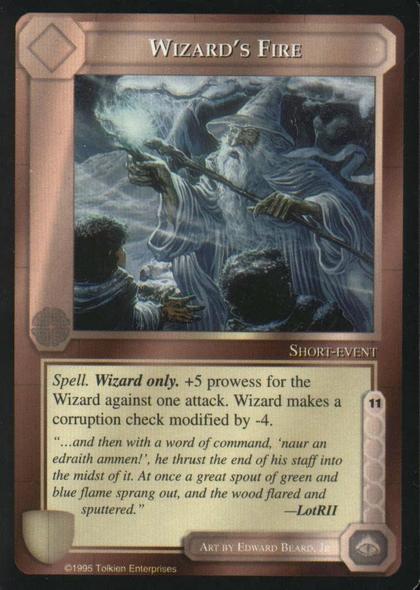 WIZARD'S FIRE
SHORT-EVENT
Spell. Wizard only. +5 prowess for the
Wizard against one attack. Wizard makes a
corruption check modified by -4.
11
“…and then with a word of command, ‘naur an
edraith ammen!’, he thrust the end of his staff into
the midst of it. At once a great spout of green and
blue flame sprang out, and the wood flared and
sputtered.” —LotRII
ART BY EDWARD BEARD, JR
©1995 Tolkien Enterprises